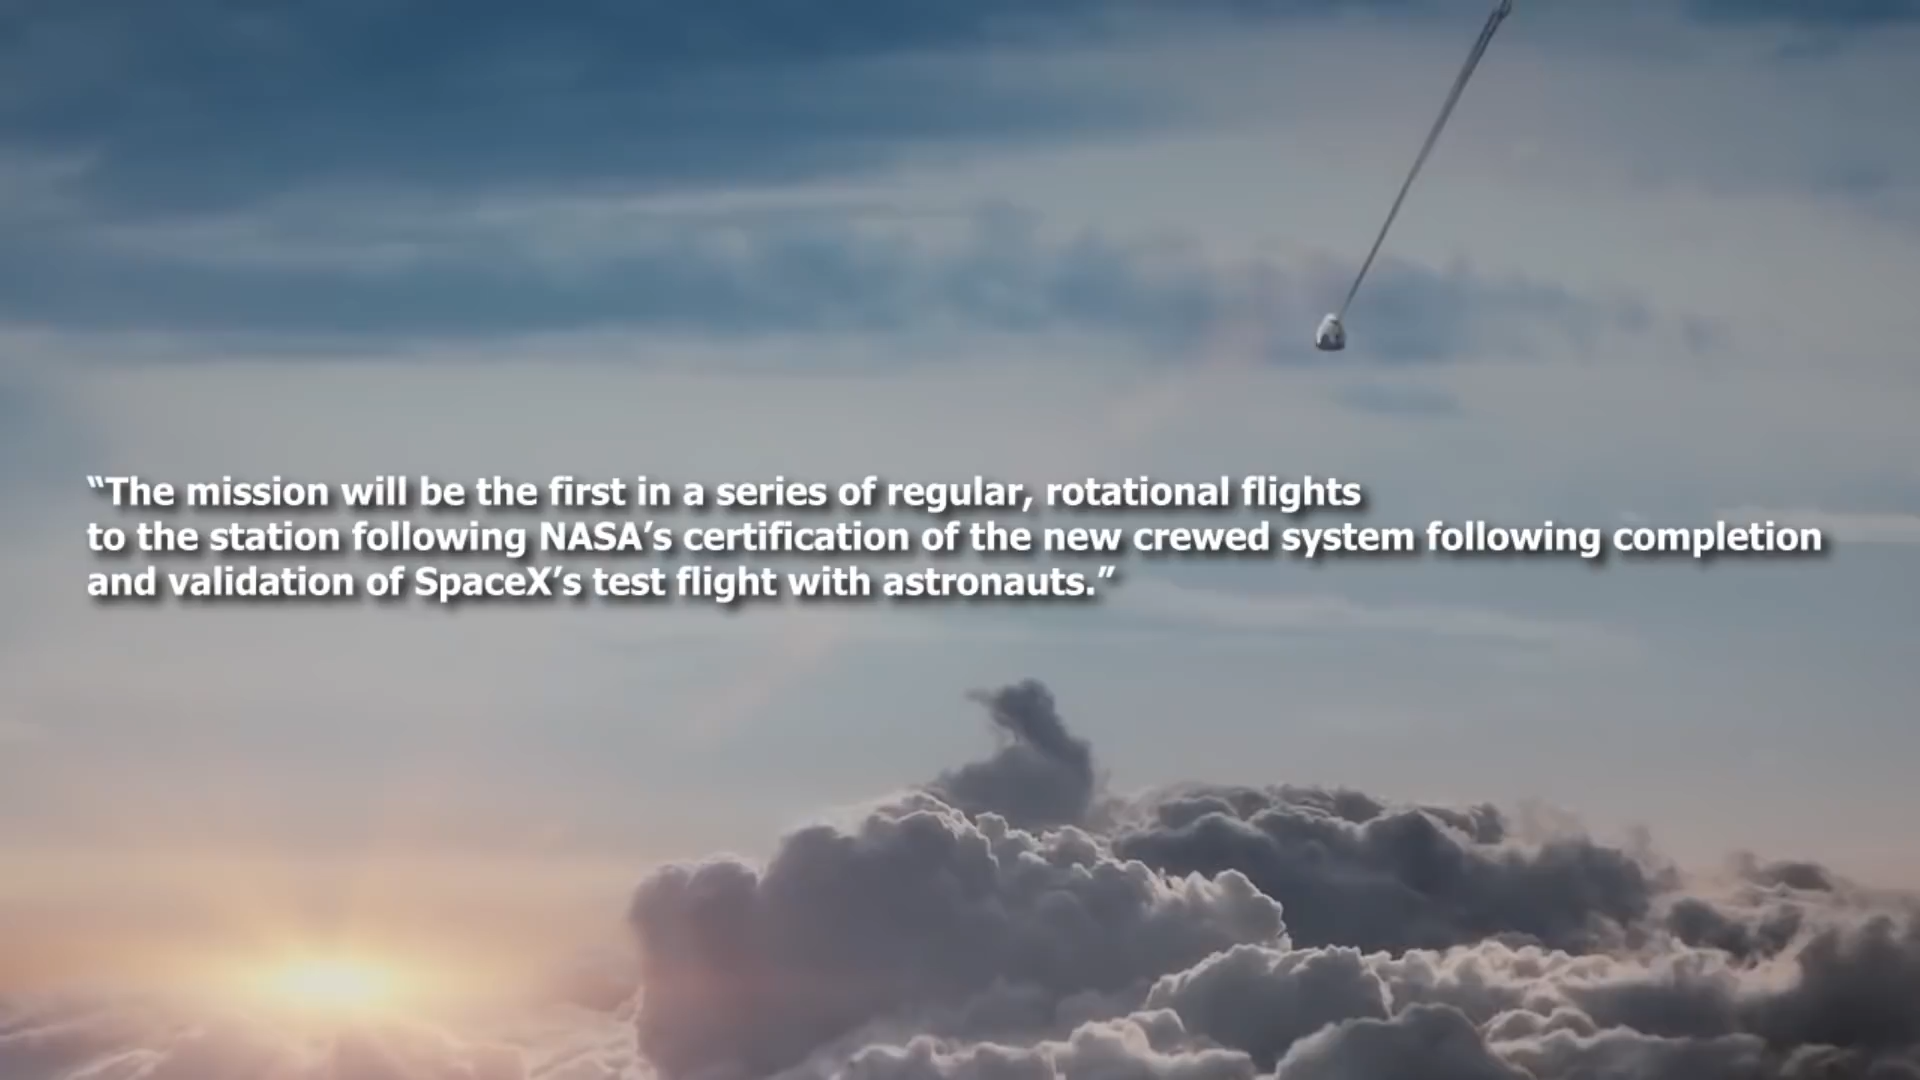 “The mission will be the first in a series of regular, rotational flights
to the station following NASA’s certification of the new crewed system following completion
and validation of SpaceX’s test flight with astronauts.”